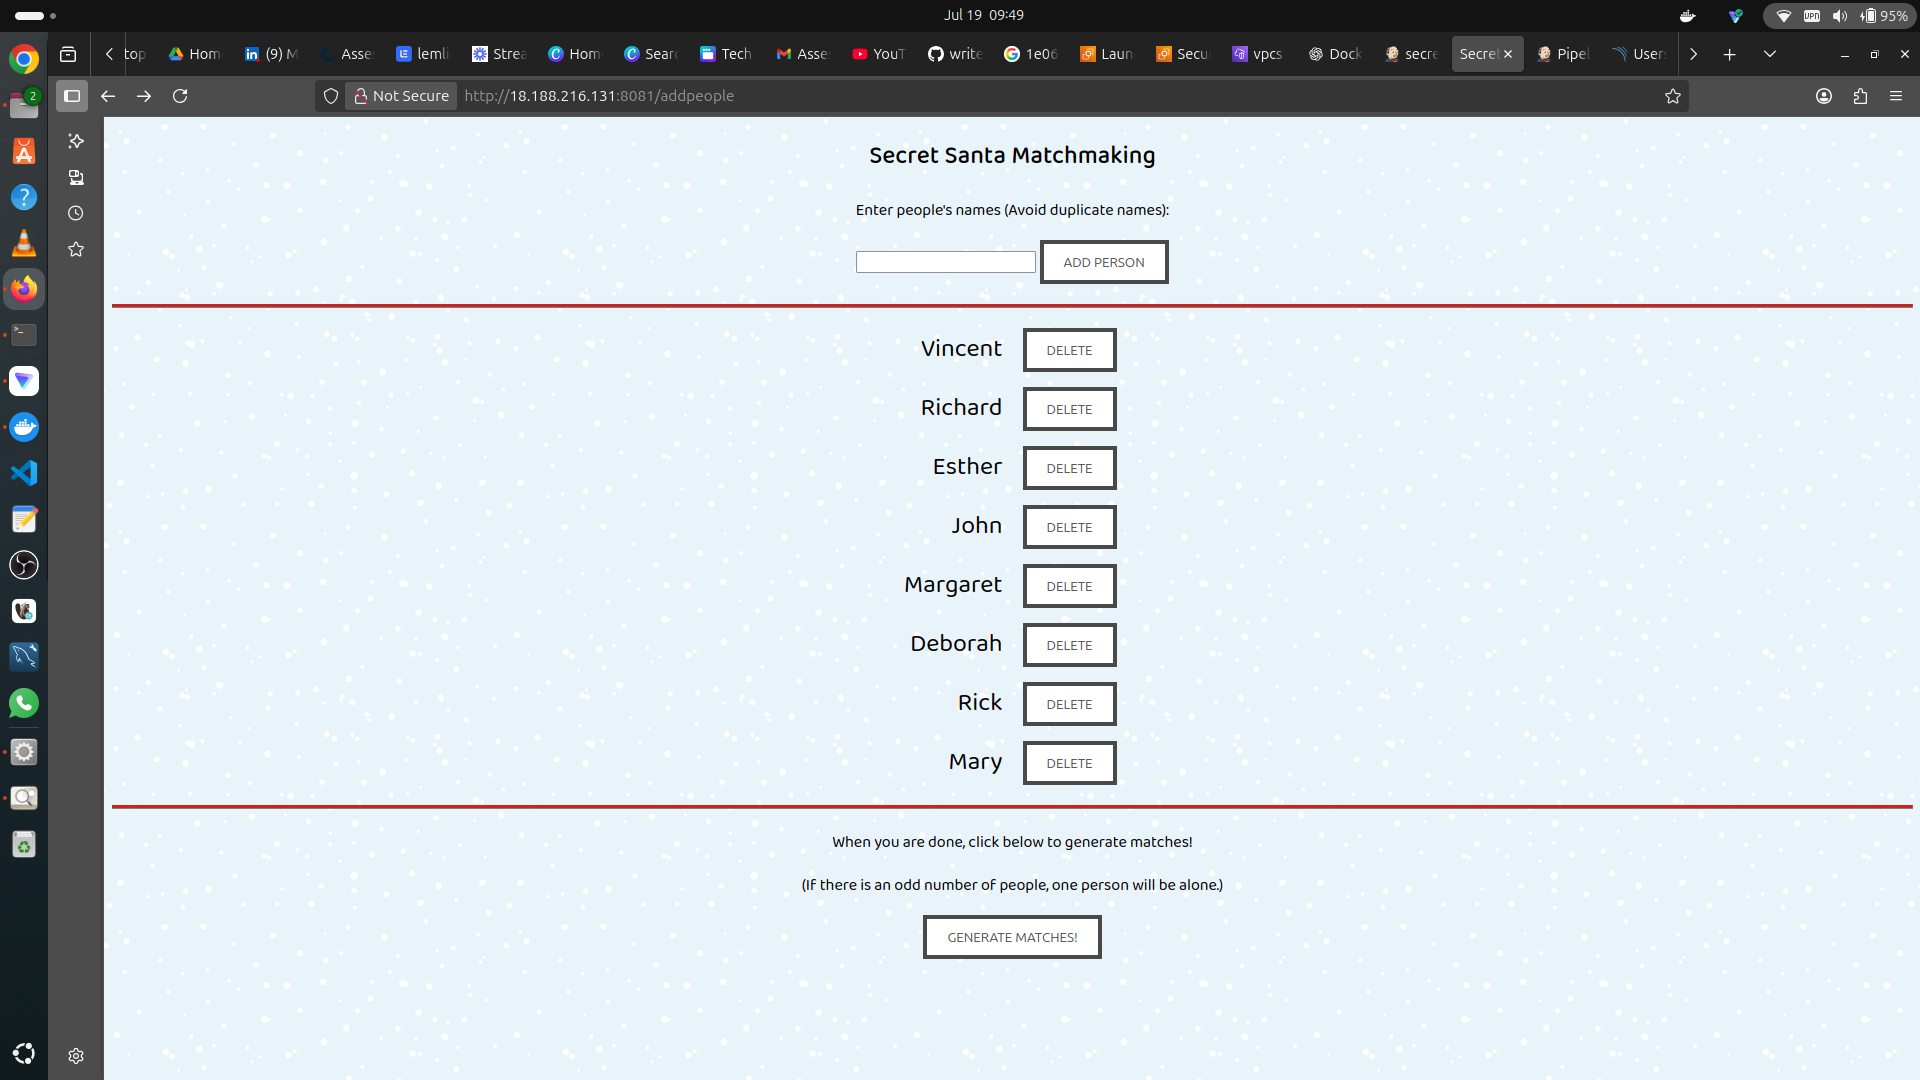 Jul 19 09:49
VPN
95%
top
Hom
(9) M
Asse
lemli
Strea
Hom
Searc
Tech
Asse
YouT
write
1e06
Laun
Secu
vpcs
Dock
secre
Secret
Pipel
User
2
Not Secure
http://18.188.216.131:8081/addpeople
Secret Santa Matchmaking
Enter people's names (Avoid duplicate names):
ADD PERSON
Vincent DELETE
Richard DELETE
Esther DELETE
John DELETE
Margaret DELETE
Deborah DELETE
Rick DELETE
Mary DELETE
When you are done, click below to generate matches!
(If there is an odd number of people, one person will be alone.)
GENERATE MATCHES!